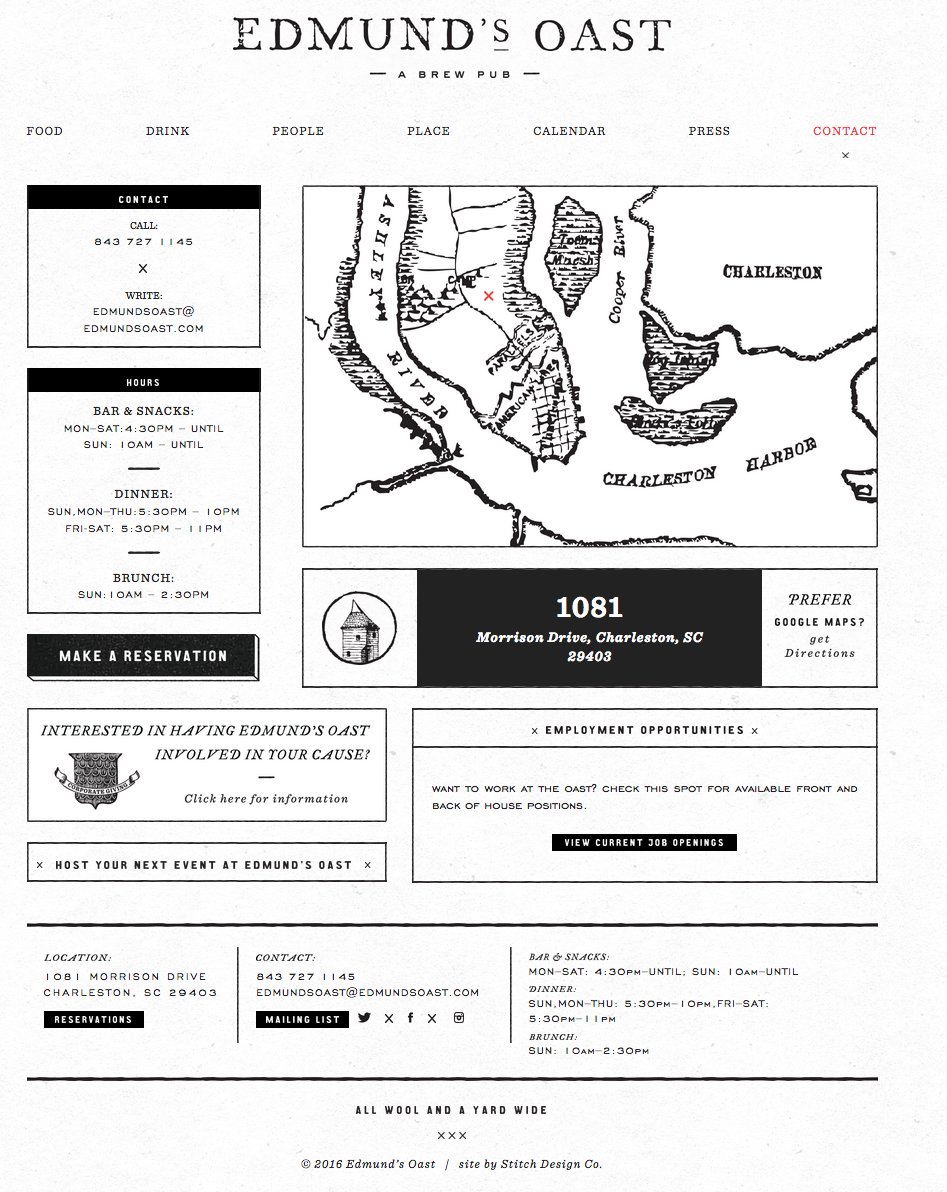 EDMUND'S OAST
— A BREW PUB —
FOOD DRINK PEOPLE PLACE CALENDAR PRESS CONTACT
x
CONTACT
CALL:
843 727 1145
X
WRITE:
EDMUNDSOAST@
EDMUNDSOAST.COM
HOURS
BAR & SNACKS:
MON-SAT:4:30PM – UNTIL
SUN: 10AM – UNTIL
DINNER:
SUN,MON-THU:5:30PM – 10PM
FRI-SAT: 5:30PM – 11PM
BRUNCH:
SUN:10AM – 2:30PM
MAKE A RESERVATION
ASHLEY
RIVER
CAMP
Town
Marsh
Cooper River
CHARLESTON
PARALLELS
AMERICAN
Hog Island
CHARLESTON HARBOR
1081
Morrison Drive, Charleston, SC
29403
PREFER
GOOGLE MAPS?
get
Directions
INTERESTED IN HAVING EDMUND'S OAST
INVOLVED IN YOUR CAUSE?
CORPORATE GIVING
Click here for information
x HOST YOUR NEXT EVENT AT EDMUND'S OAST x
x EMPLOYMENT OPPORTUNITIES x
WANT TO WORK AT THE OAST? CHECK THIS SPOT FOR AVAILABLE FRONT AND
BACK OF HOUSE POSITIONS.
VIEW CURRENT JOB OPENINGS
LOCATION:
1081 MORRISON DRIVE
CHARLESTON, SC 29403
RESERVATIONS
CONTACT:
843 727 1145
EDMUNDSOAST@EDMUNDSOAST.COM
MAILING LIST X f X
BAR & SNACKS:
MON-SAT: 4:30PM-UNTIL; SUN: 10AM-UNTIL
DINNER:
SUN,MON-THU: 5:30PM-10PM,FRI-SAT:
5:30PM-11PM
BRUNCH:
SUN: 10AM-2:30PM
ALL WOOL AND A YARD WIDE
XXX
© 2016 Edmund's Oast / site by Stitch Design Co.